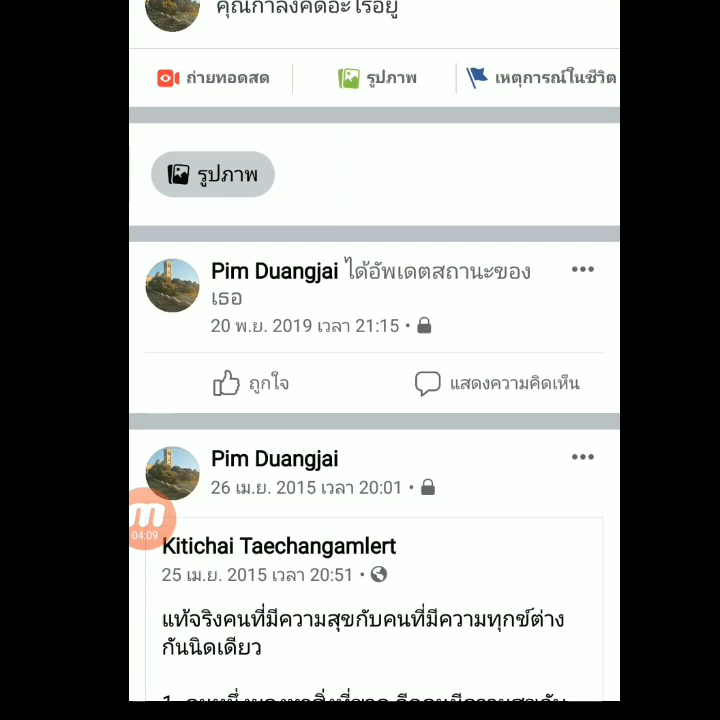 คุณกำลังคิดอะไรอยู่
ถ่ายทอดสด
รูปภาพ
เหตุการณ์ในชีวิต
รูปภาพ
Pim Duangjai ได้อัพเดตสถานะของ
เธอ
20 พ.ย. 2019 เวลา 21:15 •
ถูกใจ
แสดงความคิดเห็น
Pim Duangjai
26 เม.ย. 2015 เวลา 20:01 •
m
04:09
Kitichai Taechangamlert
25 เม.ย. 2015 เวลา 20:51 •
แท้จริงคนที่มีความสุขกับคนที่มีความทุกข์ต่าง
กันนิดเดียว